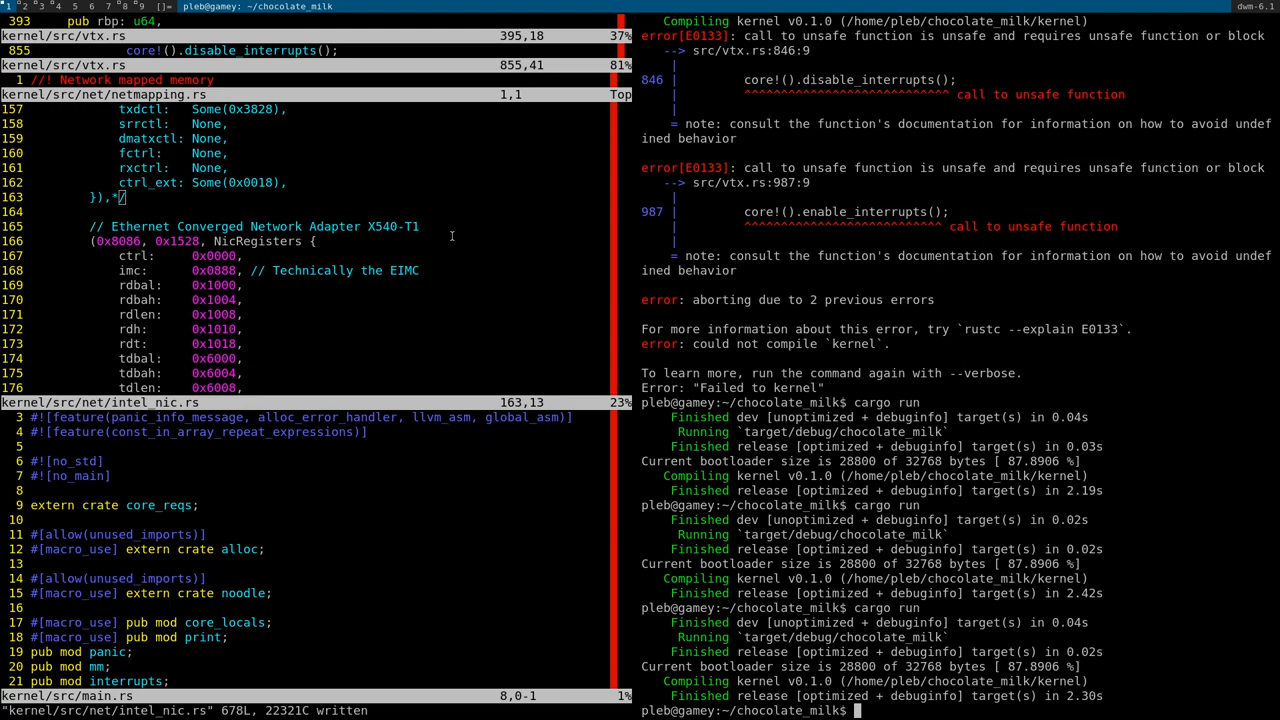 1 2 3 4 5 6 7 8 9 []= pleb@gamey: ~/chocolate_milk dwm-6.1
393     pub rbp: u64,
kernel/src/vtx.rs 395,18 37%
855             core!().disable_interrupts();
kernel/src/vtx.rs 855,41 81%
1 //! Network mapped memory
kernel/src/net/netmapping.rs 1,1 Top
157             txdctl:   Some(0x3828),
158             srrctl:   None,
159             dmatxctl: None,
160             fctrl:    None,
161             rxctrl:   None,
162             ctrl_ext: Some(0x0018),
163         }),*/
164
165         // Ethernet Converged Network Adapter X540-T1
166         (0x8086, 0x1528, NicRegisters {
167             ctrl:     0x0000,
168             imc:      0x0888, // Technically the EIMC
169             rdbal:    0x1000,
170             rdbah:    0x1004,
171             rdlen:    0x1008,
172             rdh:      0x1010,
173             rdt:      0x1018,
174             tdbal:    0x6000,
175             tdbah:    0x6004,
176             tdlen:    0x6008,
kernel/src/net/intel_nic.rs 163,13 23%
3 #![feature(panic_info_message, alloc_error_handler, llvm_asm, global_asm)]
4 #![feature(const_in_array_repeat_expressions)]
5
6 #![no_std]
7 #![no_main]
8
9 extern crate core_reqs;
10
11 #[allow(unused_imports)]
12 #[macro_use] extern crate alloc;
13
14 #[allow(unused_imports)]
15 #[macro_use] extern crate noodle;
16
17 #[macro_use] pub mod core_locals;
18 #[macro_use] pub mod print;
19 pub mod panic;
20 pub mod mm;
21 pub mod interrupts;
kernel/src/main.rs 8,0-1 1%
"kernel/src/net/intel_nic.rs" 678L, 22321C written
Compiling kernel v0.1.0 (/home/pleb/chocolate_milk/kernel)
error[E0133]: call to unsafe function is unsafe and requires unsafe function or block
--> src/vtx.rs:846:9
|
846 |         core!().disable_interrupts();
|         ^^^^^^^^^^^^^^^^^^^^^^^^^^^^ call to unsafe function
|
= note: consult the function's documentation for information on how to avoid undef
ined behavior
error[E0133]: call to unsafe function is unsafe and requires unsafe function or block
--> src/vtx.rs:987:9
|
987 |         core!().enable_interrupts();
|         ^^^^^^^^^^^^^^^^^^^^^^^^^^^ call to unsafe function
|
= note: consult the function's documentation for information on how to avoid undef
ined behavior
error: aborting due to 2 previous errors
For more information about this error, try `rustc --explain E0133`.
error: could not compile `kernel`.
To learn more, run the command again with --verbose.
Error: "Failed to kernel"
pleb@gamey:~/chocolate_milk$ cargo run
Finished dev [unoptimized + debuginfo] target(s) in 0.04s
Running `target/debug/chocolate_milk`
Finished release [optimized + debuginfo] target(s) in 0.03s
Current bootloader size is 28800 of 32768 bytes [ 87.8906 %]
Compiling kernel v0.1.0 (/home/pleb/chocolate_milk/kernel)
Finished release [optimized + debuginfo] target(s) in 2.19s
pleb@gamey:~/chocolate_milk$ cargo run
Finished dev [unoptimized + debuginfo] target(s) in 0.02s
Running `target/debug/chocolate_milk`
Finished release [optimized + debuginfo] target(s) in 0.02s
Current bootloader size is 28800 of 32768 bytes [ 87.8906 %]
Compiling kernel v0.1.0 (/home/pleb/chocolate_milk/kernel)
Finished release [optimized + debuginfo] target(s) in 2.42s
pleb@gamey:~/chocolate_milk$ cargo run
Finished dev [unoptimized + debuginfo] target(s) in 0.04s
Running `target/debug/chocolate_milk`
Finished release [optimized + debuginfo] target(s) in 0.02s
Current bootloader size is 28800 of 32768 bytes [ 87.8906 %]
Compiling kernel v0.1.0 (/home/pleb/chocolate_milk/kernel)
Finished release [optimized + debuginfo] target(s) in 2.30s
pleb@gamey:~/chocolate_milk$